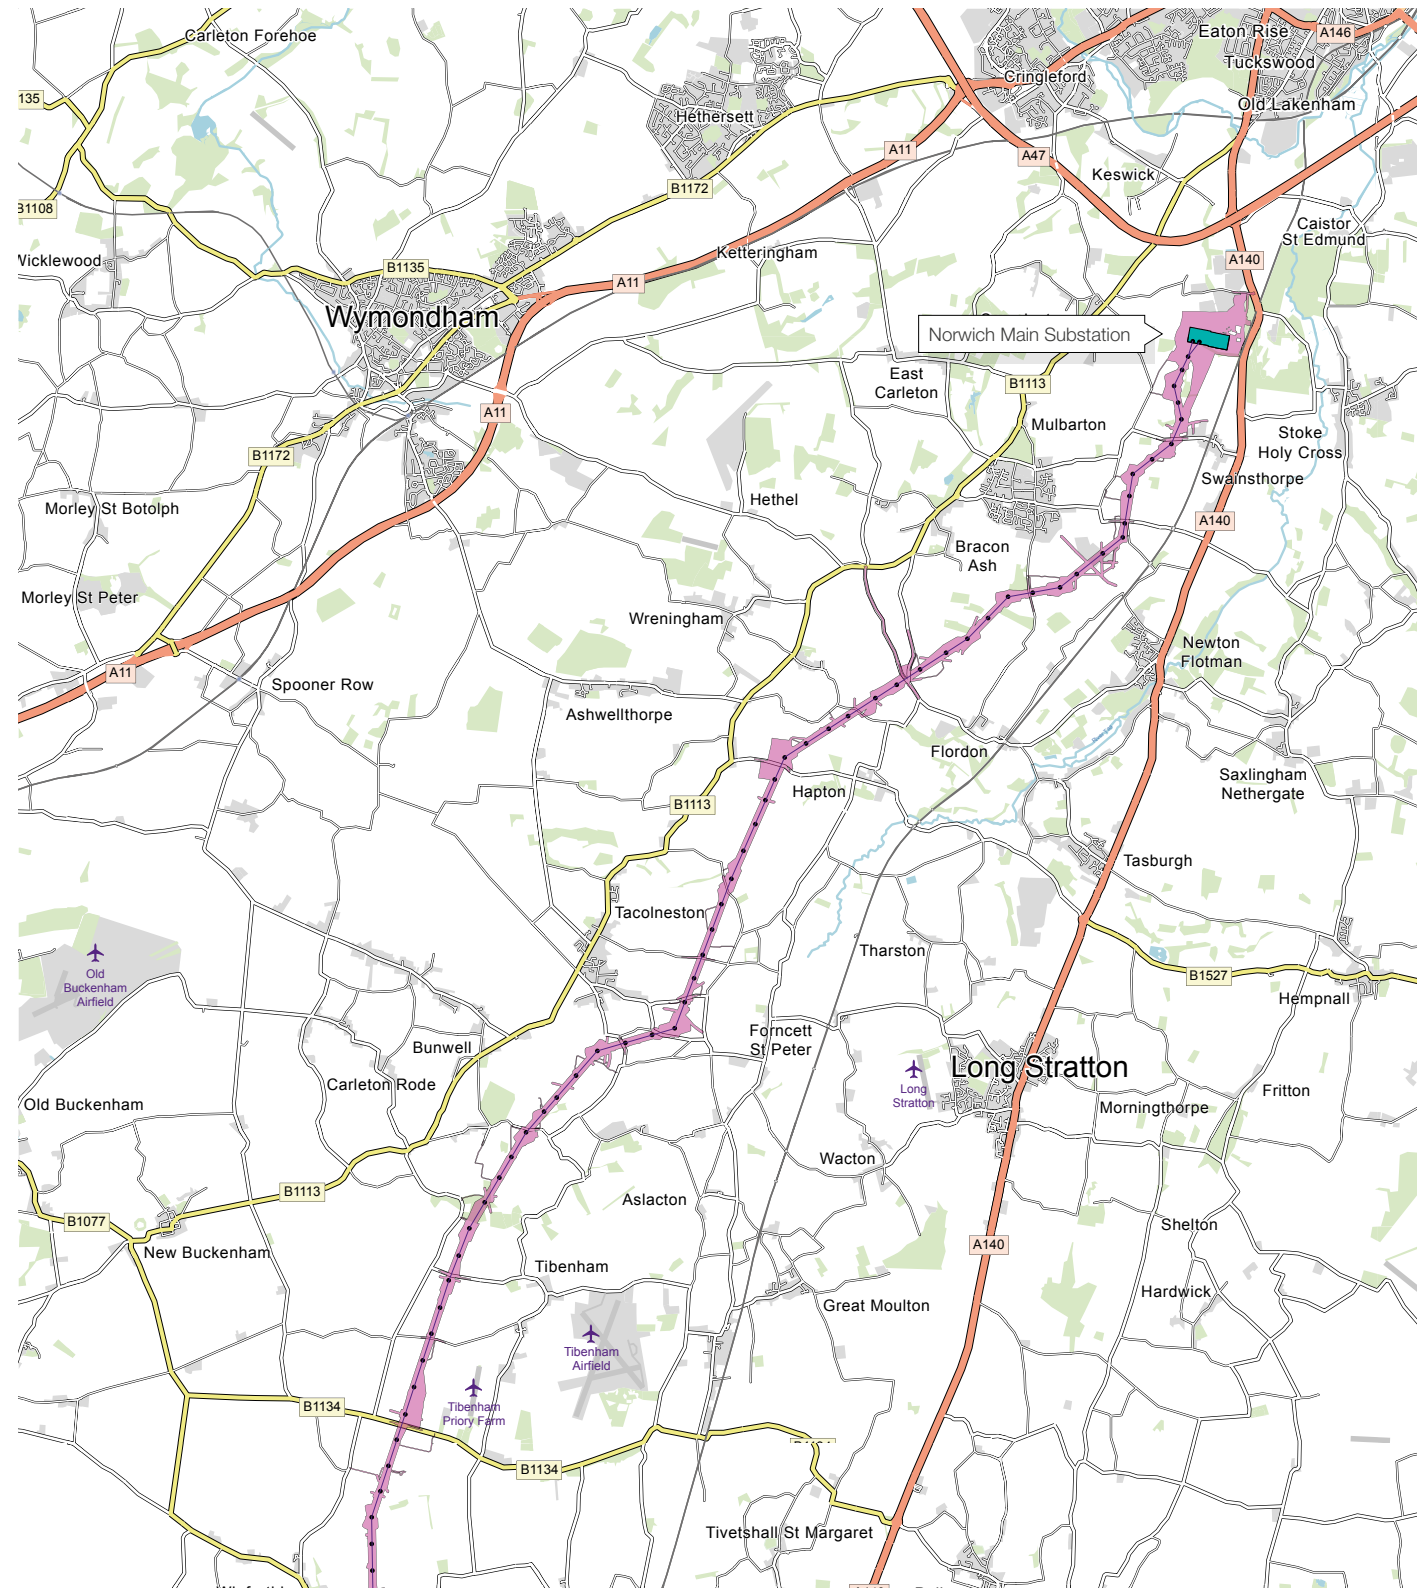 Carleton Forehoe
Eaton Rise
A146
Tuckswood
Cringleford
135
Old Lakenham
Hethersett
A11
A47
Keswick
B1172
B1108
Caistor
St Edmund
Ketteringham
Wicklewood
B1135
A140
A11
Wymondham
Norwich Main Substation
East
Carleton
B1113
A11
Mulbarton
Stoke
Holy Cross
B1172
Swainsthorpe
Hethel
Morley St Botolph
A140
Bracon
Ash
Morley St Peter
Wreningham
Newton
Flotman
A11
Spooner Row
Ashwellthorpe
Flordon
Saxlingham
Nethergate
Hapton
B1113
Tasburgh
Tacolneston
Tharston
Old
Buckenham
Airfield
B1527
Hempnall
Forncett
St Peter
Bunwell
Long Stratton
Carleton Rode
Long
Stratton
Fritton
Old Buckenham
Morningthorpe
Wacton
B1113
Aslacton
B1077
Shelton
New Buckenham
A140
Tibenham
Hardwick
Great Moulton
Tibenham
Airfield
Tibenham
Priory Farm
B1134
B1134
Tivetshall St Margaret